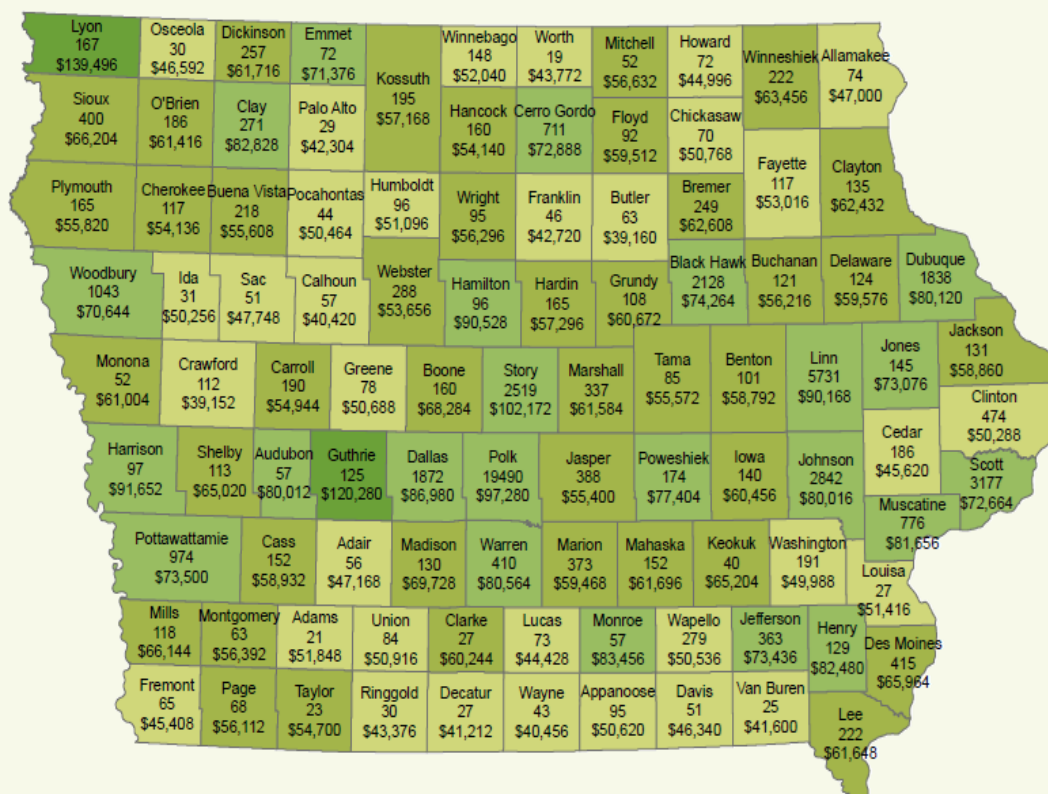 Lyon
167
$139,496
Osceola
30
$46,592
Dickinson
257
$61,716
Emmet
72
$71,376
Kossuth
195
$57,168
Winnebago
148
$52,040
Worth
19
$43,772
Mitchell
52
$56,632
Howard
72
$44,996
Winneshiek
222
$63,456
Allamakee
74
$47,000
Sioux
400
$66,204
O'Brien
186
$61,416
Clay
271
$82,828
Palo Alto
29
$42,304
Hancock
160
$54,140
Cerro Gordo
711
$72,888
Floyd
92
$59,512
Chickasaw
70
$50,768
Fayette
117
$53,016
Clayton
135
$62,432
Plymouth
165
$55,820
Cherokee
117
$54,136
Buena Vista
218
$55,608
Pocahontas
44
$50,464
Humboldt
96
$51,096
Wright
95
$56,296
Franklin
46
$42,720
Butler
63
$39,160
Bremer
249
$62,608
Woodbury
1043
$70,644
Ida
31
$50,256
Sac
51
$47,748
Calhoun
57
$40,420
Webster
288
$53,656
Hamilton
96
$90,528
Hardin
165
$57,296
Grundy
108
$60,672
Black Hawk
2128
$74,264
Buchanan
121
$56,216
Delaware
124
$59,576
Dubuque
1838
$80,120
Monona
52
$61,004
Crawford
112
$39,152
Carroll
190
$54,944
Greene
78
$50,688
Boone
160
$68,284
Story
2519
$102,172
Marshall
337
$61,584
Tama
85
$55,572
Benton
101
$58,792
Linn
5731
$90,168
Jones
145
$73,076
Jackson
131
$58,860
Clinton
474
$50,288
Cedar
186
$45,620
Harrison
97
$91,652
Shelby
113
$65,020
Audubon
57
$80,012
Guthrie
125
$120,280
Dallas
1872
$86,980
Polk
19490
$97,280
Jasper
388
$55,400
Poweshiek
174
$77,404
Iowa
140
$60,456
Johnson
2842
$80,016
Scott
3177
$72,664
Muscatine
776
$81,656
Pottawattamie
974
$73,500
Cass
152
$58,932
Adair
56
$47,168
Madison
130
$69,728
Warren
410
$80,564
Marion
373
$59,468
Mahaska
152
$61,696
Keokuk
40
$65,204
Washington
191
$49,988
Louisa
27
$51,416
Mills
118
$66,144
Montgomery
63
$56,392
Adams
21
$51,848
Union
84
$50,916
Clarke
27
$60,244
Lucas
73
$44,428
Monroe
57
$83,456
Wapello
279
$50,536
Jefferson
363
$73,436
Henry
129
$82,480
Des Moines
415
$65,964
Fremont
65
$45,408
Page
68
$56,112
Taylor
23
$54,700
Ringgold
30
$43,376
Decatur
27
$41,212
Wayne
43
$40,456
Appanoose
95
$50,620
Davis
51
$46,340
Van Buren
25
$41,600
Lee
222
$61,648